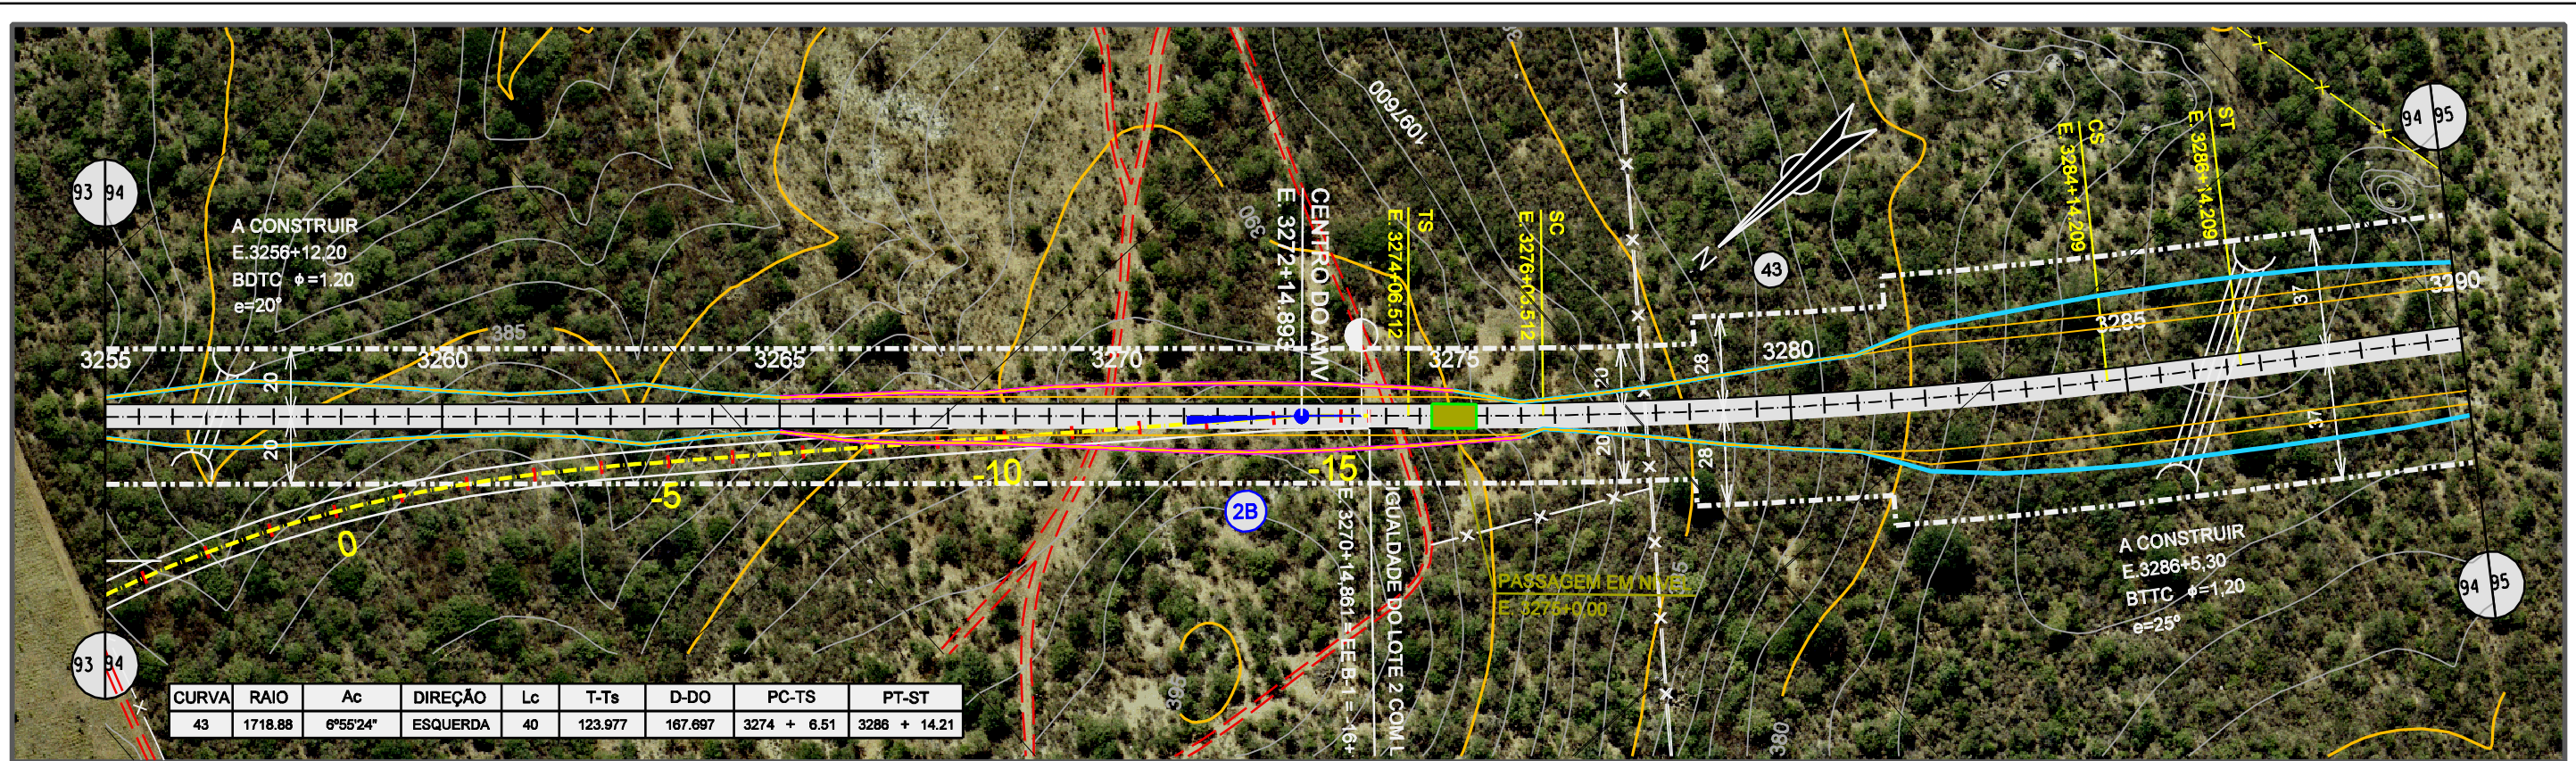 93 94
A CONSTRUIR
E.3256+12,20
BDTC φ=1.20
e=20°
3255
3260
3265
3270
3275
3280
3285
3290
385
390
395
380
1097600
CENTRO DO AMV
E. 3272+14.893
TS
E. 3274+06.512
SC
E. 3276+
CS
E. 3284+14.209
ST
E. 3286+14.209
94 95
N
43
20
20
20
20
28
28
37
37
0
-5
-10
-15
2B
IGUALDADE DO LOTE 2 COM L
E.3270+14.861= EF B-1 = -16+
PASSAGEM EM NÍVEL
E. 3275+0,00
A CONSTRUIR
E.3286+5,30
BTTC φ=1,20
e=25°
94 95
93 94
CURVA RAIO Ac DIREÇÃO Lc T-Ts D-DO PC-TS PT-ST
43 1718.88 6°55'24" ESQUERDA 40 123.977 167.697 3274 + 6.51 3286 + 14.21